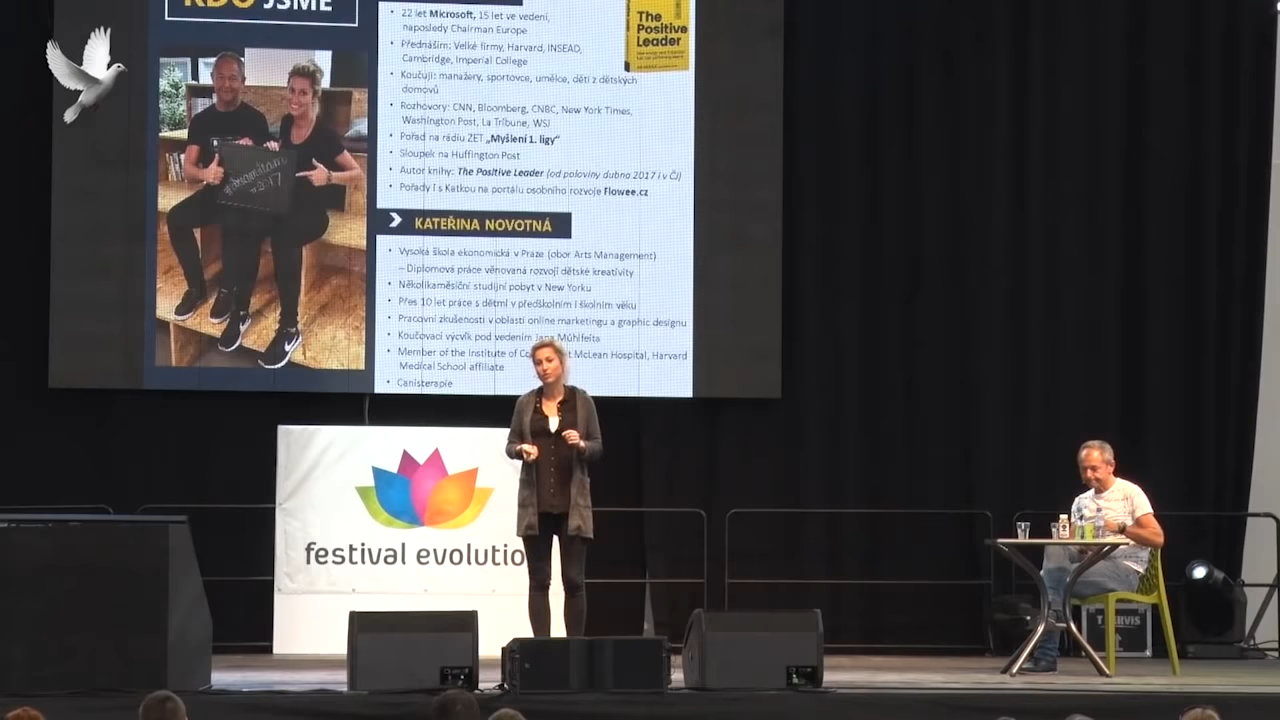 KDO JSME
22 let Microsoft, 15 let ve vedení,
naposledy Chairman Europe
Přednáším: Velké firmy, Harvard, INSEAD,
Cambridge, Imperial College
Koučuji: manažery, sportovce, umělce, děti z dětských
domovů
Rozhovory: CNN, Bloomberg, CNBC, New York Times,
Washington Post, La Tribune, WSJ
Pořad na rádiu ZET „Myšlení 1. ligy“
Sloupek na Huffington Post
Autor knihy: The Positive Leader (od poloviny dubna 2017 i v ČJ)
Pořady i s Katkou na portálu osobního rozvoje Flowee.cz
The
Positive
Leader
KATEŘINA NOVOTNÁ
Vysoká škola ekonomická v Praze (obor Arts Management)
– Diplomová práce věnovaná rozvoji dětské kreativity
Několikaměsíční studijní pobyt v New Yorku
Přes 10 let práce s dětmi v předškolním i školním věku
Pracovní zkušenosti v oblasti online marketingu a graphic designu
Koučovací výcvik pod vedením Jana Mühlfeita
Member of the Institute of Co t McLean Hospital, Harvard
Medical School affiliate
Canisterapie
festival evolutio